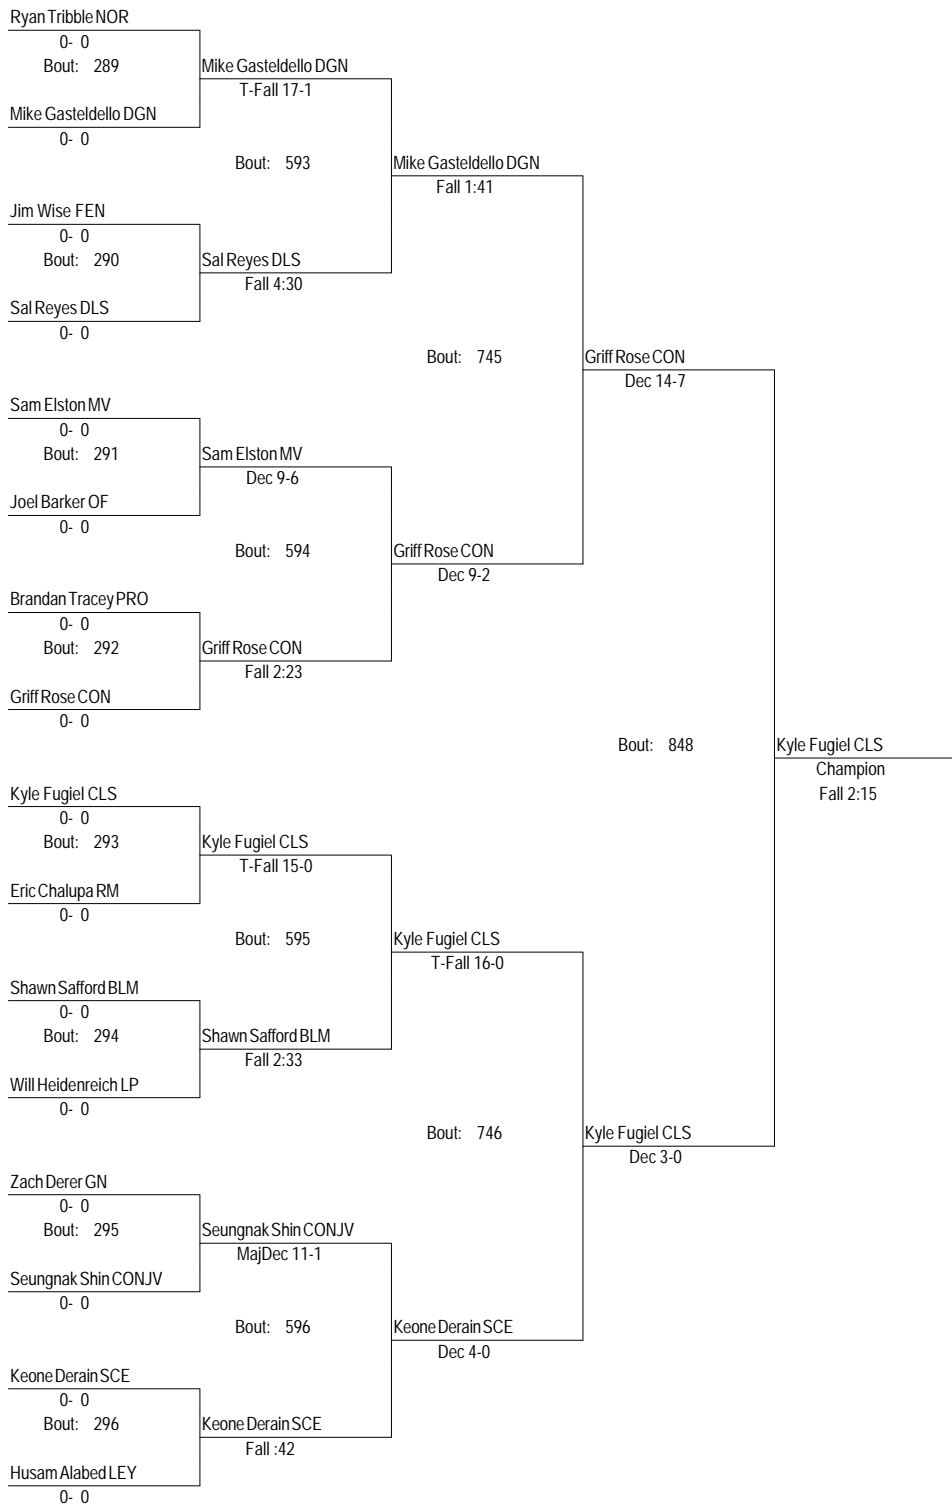 Ryan Tribble NOR
0- 0
Bout: 289
Mike Gasteldello DGN
T-Fall 17-1
Mike Gasteldello DGN
0- 0
Bout: 593
Mike Gasteldello DGN
Fall 1:41
Jim Wise FEN
0- 0
Bout: 290
Sal Reyes DLS
Fall 4:30
Sal Reyes DLS
0- 0
Bout: 745
Griff Rose CON
Dec 14-7
Sam Elston MV
0- 0
Bout: 291
Sam Elston MV
Dec 9-6
Joel Barker OF
0- 0
Bout: 594
Griff Rose CON
Dec 9-2
Brandan Tracey PRO
0- 0
Bout: 292
Griff Rose CON
Fall 2:23
Griff Rose CON
0- 0
Bout: 848
Kyle Fugiel CLS
Champion
Fall 2:15
Kyle Fugiel CLS
0- 0
Bout: 293
Kyle Fugiel CLS
T-Fall 15-0
Eric Chalupa RM
0- 0
Bout: 595
Kyle Fugiel CLS
T-Fall 16-0
Shawn Safford BLM
0- 0
Bout: 294
Shawn Safford BLM
Fall 2:33
Will Heidenreich LP
0- 0
Bout: 746
Kyle Fugiel CLS
Dec 3-0
Zach Derer GN
0- 0
Bout: 295
Seungnak Shin CONJV
MajDec 11-1
Seungnak Shin CONJV
0- 0
Bout: 596
Keone Derain SCE
Dec 4-0
Keone Derain SCE
0- 0
Bout: 296
Keone Derain SCE
Fall :42
Husam Alabed LEY
0- 0